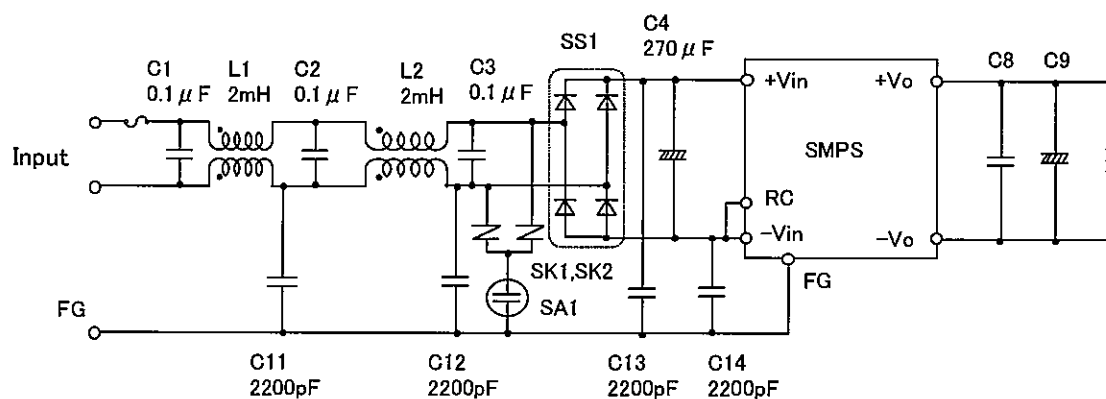 C4
270μF
SS1
C1
0.1μF
L1
2mH
C2
0.1μF
L2
2mH
C3
0.1μF
C8
C9
+Vin
+Vo
Input
SMPS
RC
-Vin
-Vo
SK1,SK2
FG
SA1
FG
C11
2200pF
C12
2200pF
C13
2200pF
C14
2200pF